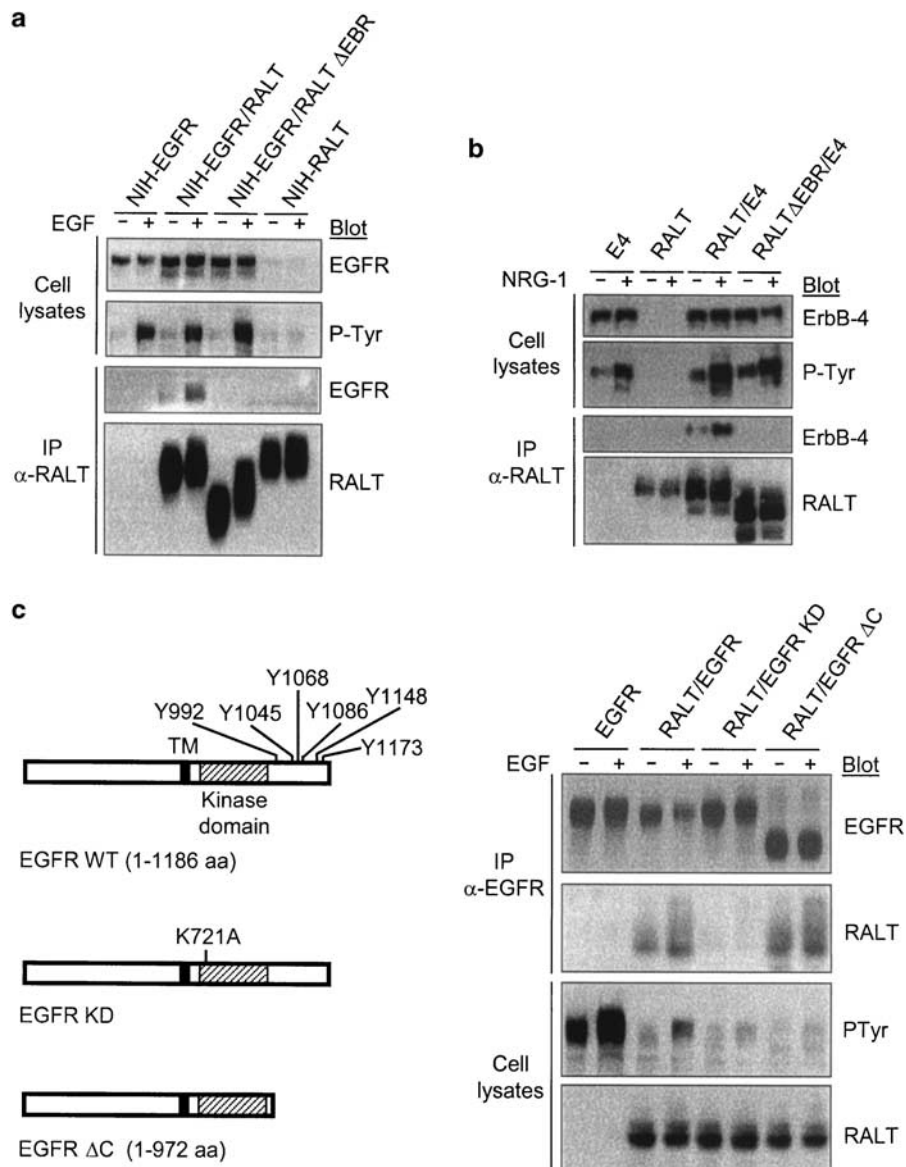 a
NIH-EGFR
NIH-EGFR/RALT
NIH-EGFR/RALT ΔEBR
NIH-RALT
EGF - + - + - + - + Blot
Cell lysates
EGFR
P-Tyr
IP α-RALT
EGFR
RALT
b
E4
RALT
RALT/E4
RALTΔEBR/E4
NRG-1 - + - + - + - + Blot
Cell lysates
ErbB-4
P-Tyr
IP α-RALT
ErbB-4
RALT
c
Y992
Y1045
Y1068
Y1086
Y1148
Y1173
TM
Kinase
domain
EGFR WT (1-1186 aa)
K721A
EGFR KD
EGFR ΔC (1-972 aa)
EGFR
RALT/EGFR
RALT/EGFR KD
RALT/EGFR ΔC
EGF - + - + - + - + Blot
IP
α-EGFR
EGFR
RALT
Cell
lysates
PTyr
RALT